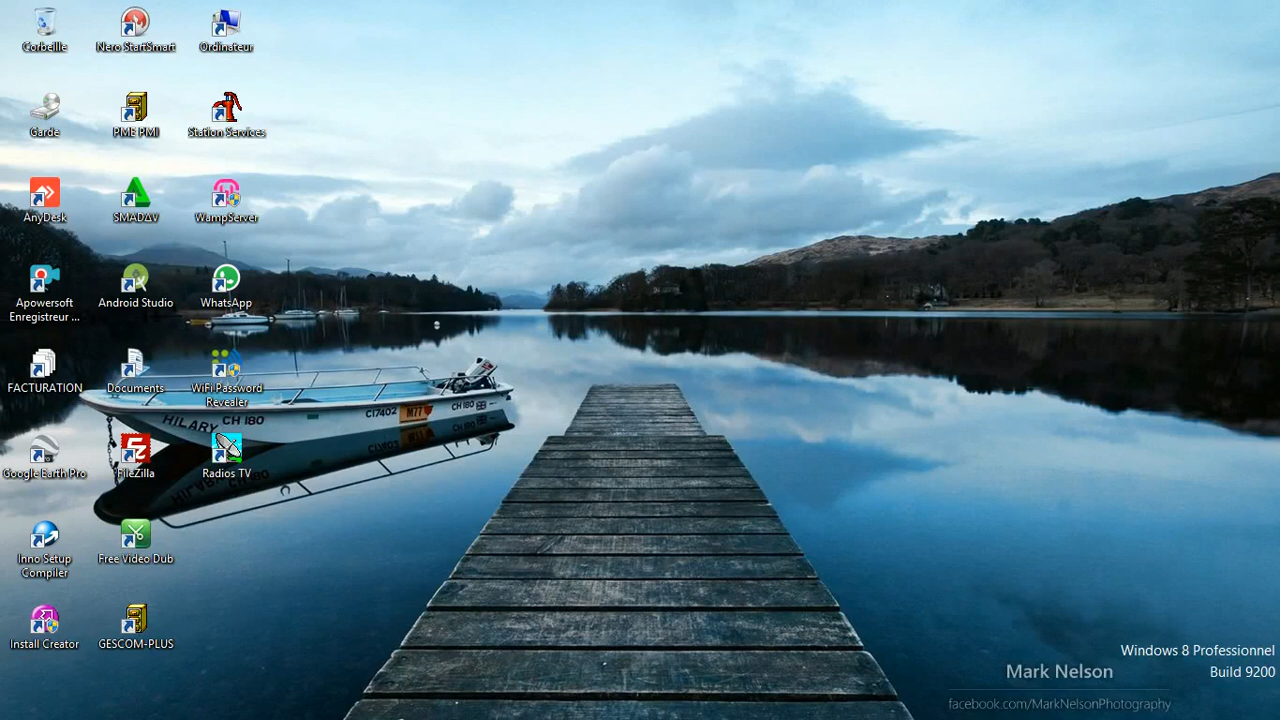 Corbeille
Nero StartSmart
Ordinateur
Garde
PME PMI
Station Services
AnyDesk
SMADΔV
WampServer
Apowersoft
Enregistreur ...
Android Studio
WhatsApp
FACTURATION
Documents
WiFi Password
Revealer
HILARY CH 180
C17402
M77
CH 180
Google Earth Pro
FileZilla
Radios TV
Inno Setup
Compiler
Free Video Dub
Install Creator
GESCOM-PLUS
Windows 8 Professionnel
Build 9200
Mark Nelson
facebook.com/MarkNelsonPhotography